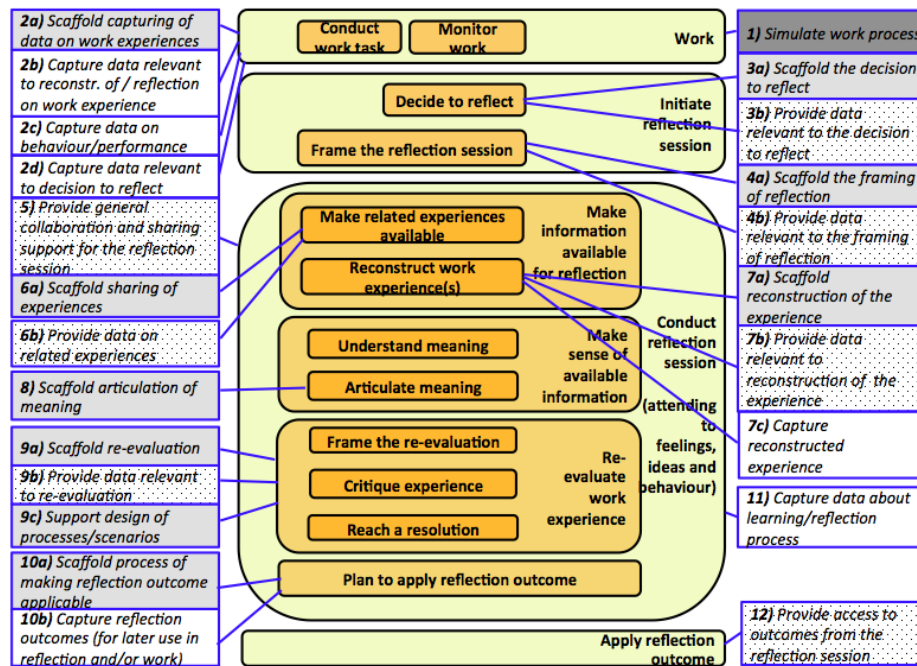 2a) Scaffold capturing of
data on work experiences
2b) Capture data relevant
to reconstr. of / reflection
on work experience
2c) Capture data on
behaviour/performance
2d) Capture data relevant
to decision to reflect
5) Provide general
collaboration and sharing
support for the reflection
session
6a) Scaffold sharing of
experiences
6b) Provide data on
related experiences
8) Scaffold articulation of
meaning
9a) Scaffold re-evaluation
9b) Provide data relevant
to re-evaluation
9c) Support design of
processes/scenarios
10a) Scaffold process of
making reflection outcome
applicable
10b) Capture reflection
outcomes (for later use in
reflection and/or work)
Conduct
work task
Monitor
work
Work
Decide to reflect
Frame the reflection session
Initiate
reflection
session
Make related experiences
available
Reconstruct work
experience(s)
Make
information
available
for reflection
Understand meaning
Articulate meaning
Make
sense of
available
information
Conduct
reflection
session
(attending
to
feelings,
ideas and
behaviour)
Frame the re-evaluation
Critique experience
Reach a resolution
Re-
evaluate
work
experience
Plan to apply reflection outcome
Apply reflection
outcome
1) Simulate work process
3a) Scaffold the decision
to reflect
3b) Provide data
relevant to the decision
to reflect
4a) Scaffold the framing
of reflection
4b) Provide data
relevant to the framing
of reflection
7a) Scaffold
reconstruction of the
experience
7b) Provide data
relevant to
reconstruction of the
experience
7c) Capture
reconstructed
experience
11) Capture data about
learning/reflection
process
12) Provide access to
outcomes from the
reflection session